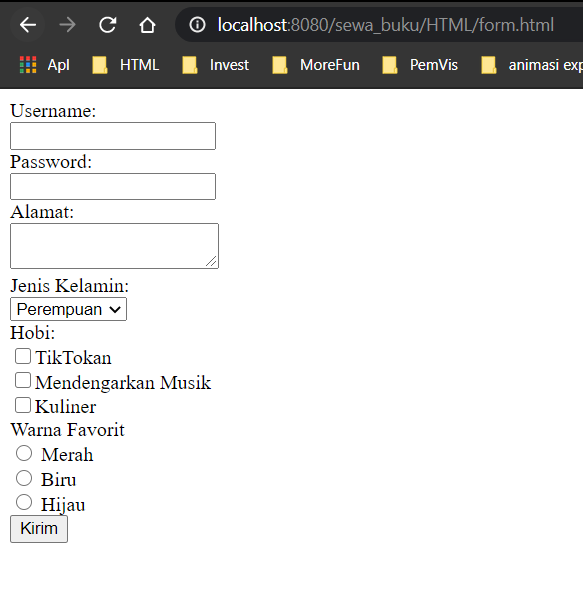 localhost:8080/sewa_buku/HTML/form.html
Apl HTML Invest MoreFun PemVis animasi exp
Username:
Password:
Alamat:
Jenis Kelamin:
Perempuan
Hobi:
TikTokan
Mendengarkan Musik
Kuliner
Warna Favorit
Merah
Biru
Hijau
Kirim